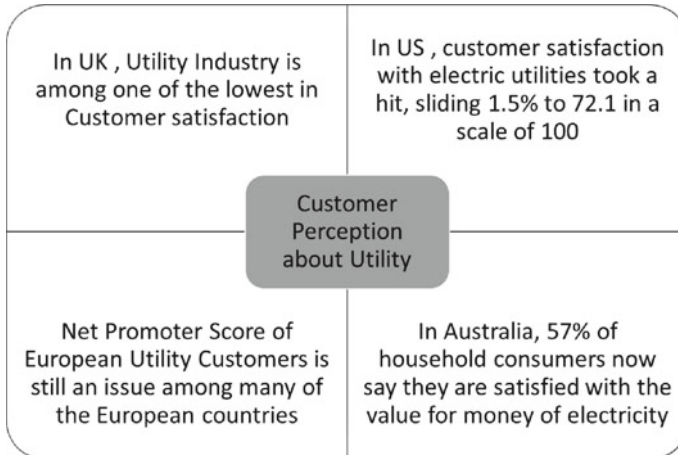 In UK , Utility Industry is
among one of the lowest in
Customer satisfaction
In US , customer satisfaction
with electric utilities took a
hit, sliding 1.5% to 72.1 in a
scale of 100
Customer
Perception
about Utility
Net Promoter Score of
European Utility Customers is
still an issue among many of
the European countries
In Australia, 57% of
household consumers now
say they are satisfied with the
value for money of electricity